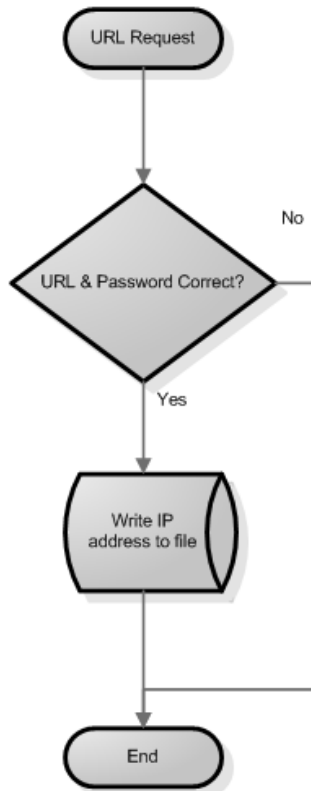 URL Request
No
URL & Password Correct?
Yes
Write IP
address to file
End